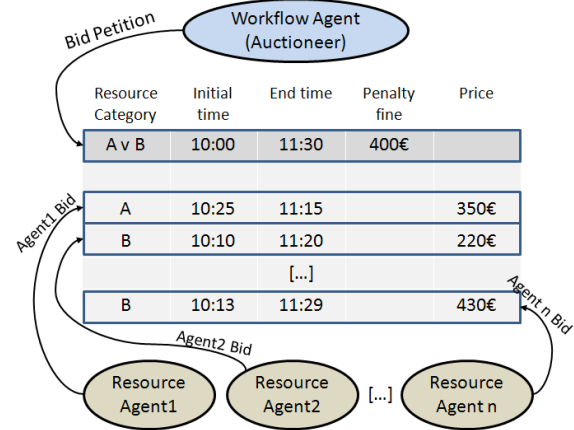 Workflow Agent
(Auctioneer)
Bid Petition
Resource Category Initial time End time Penalty fine Price
A v B 10:00 11:30 400€
A 10:25 11:15 350€
B 10:10 11:20 220€
[...]
B 10:13 11:29 430€
Agent1 Bid
Agent2 Bid
Agent n Bid
Resource
Agent1
Resource
Agent2
[...]
Resource
Agent n